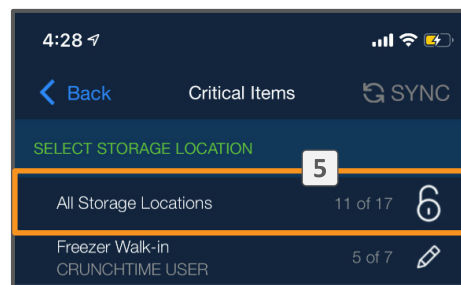 4:28
Back Critical Items SYNC
SELECT STORAGE LOCATION
5
All Storage Locations 11 of 17
Freezer Walk-in
CRUNCHTIME USER 5 of 7